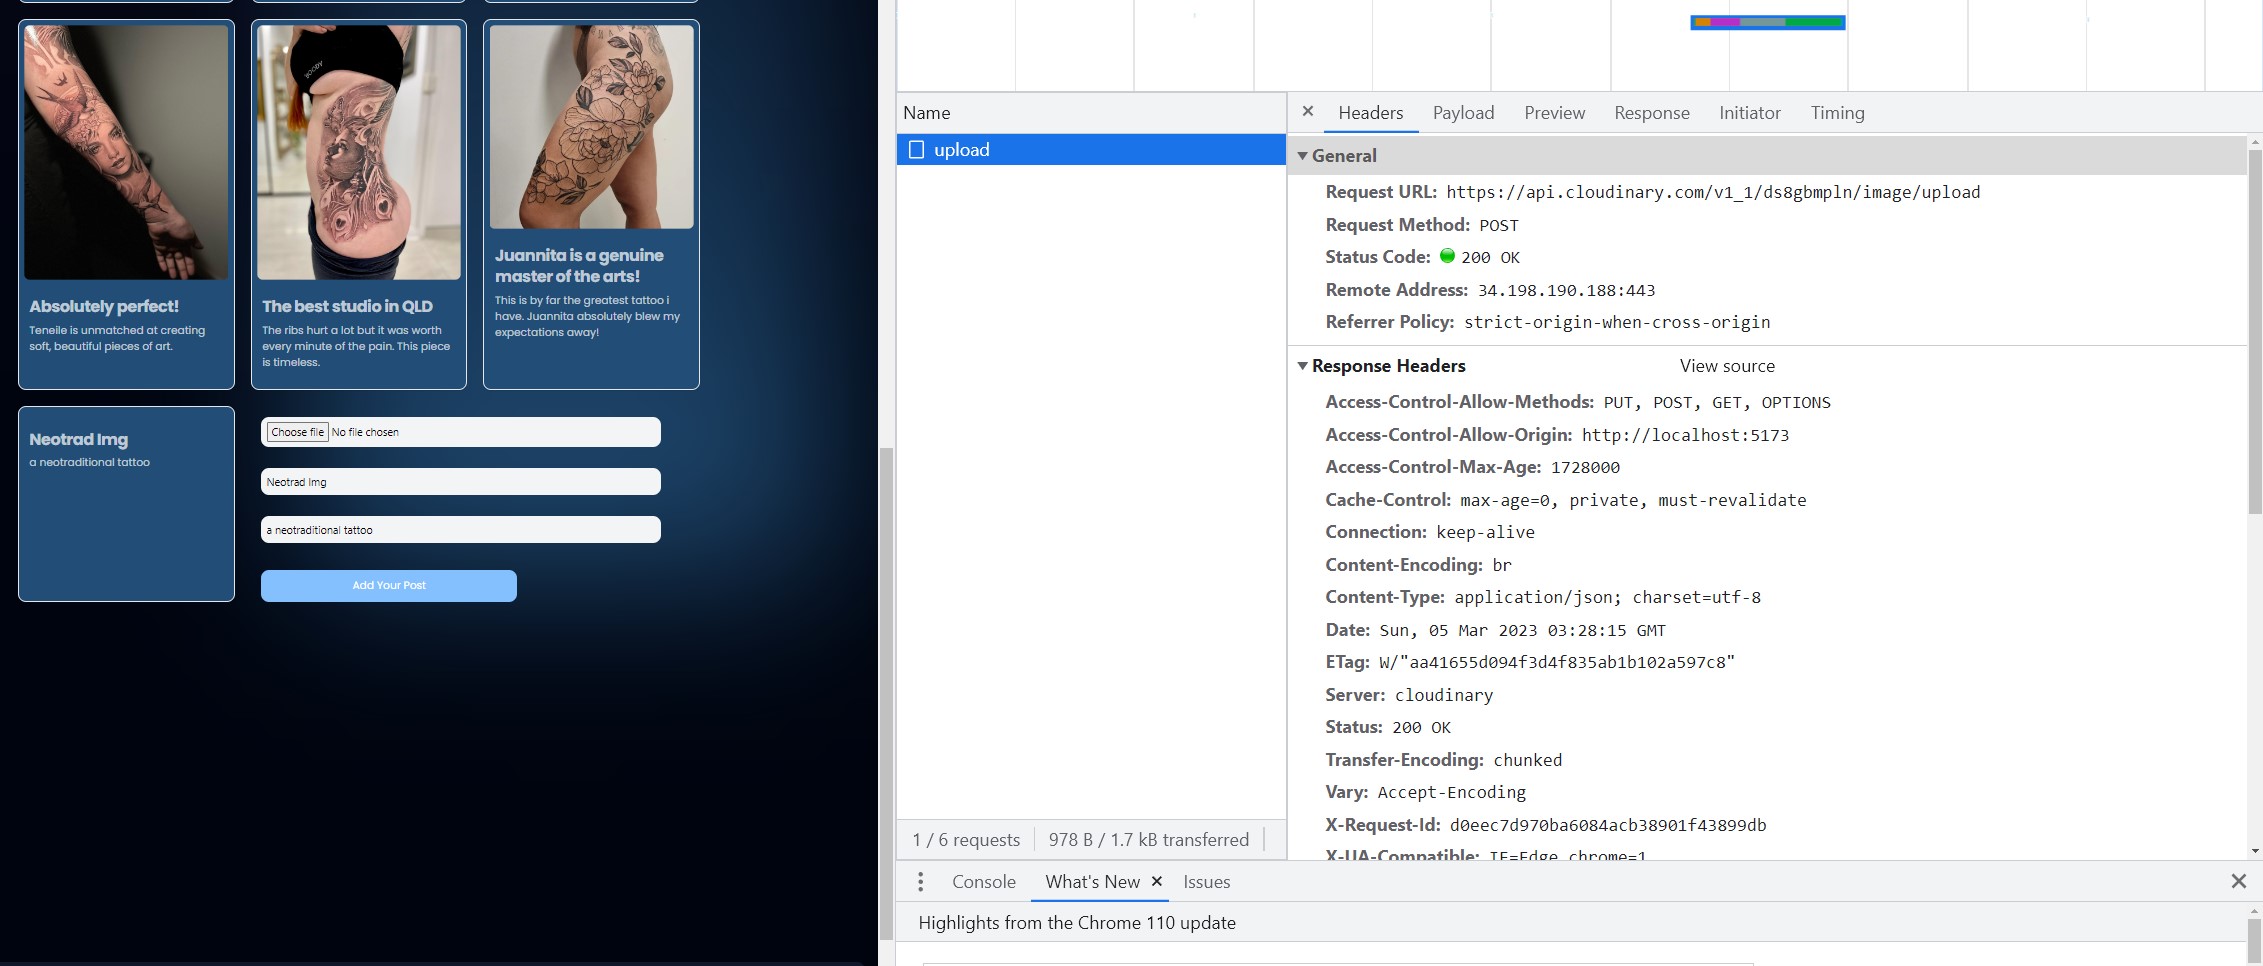 Absolutely perfect!
Teneile is unmatched at creating
soft, beautiful pieces of art.
The best studio in QLD
The ribs hurt a lot but it was worth
every minute of the pain. This piece
is timeless.
Juannita is a genuine
master of the arts!
This is by far the greatest tattoo i
have. Juannita absolutely blew my
expectations away!
Neotrad Img
a neotraditional tattoo
Choose file No file chosen
Neotrad Img
a neotraditional tattoo
Add Your Post
Name
upload
1 / 6 requests 978 B / 1.7 kB transferred
× Headers Payload Preview Response Initiator Timing
General
Request URL: https://api.cloudinary.com/v1_1/ds8gbmpln/image/upload
Request Method: POST
Status Code: 200 OK
Remote Address: 34.198.190.188:443
Referrer Policy: strict-origin-when-cross-origin
Response Headers View source
Access-Control-Allow-Methods: PUT, POST, GET, OPTIONS
Access-Control-Allow-Origin: http://localhost:5173
Access-Control-Max-Age: 1728000
Cache-Control: max-age=0, private, must-revalidate
Connection: keep-alive
Content-Encoding: br
Content-Type: application/json; charset=utf-8
Date: Sun, 05 Mar 2023 03:28:15 GMT
ETag: W/"aa41655d094f3d4f835ab1b102a597c8"
Server: cloudinary
Status: 200 OK
Transfer-Encoding: chunked
Vary: Accept-Encoding
X-Request-Id: d0eec7d970ba6084acb38901f43899db
X-UA-Compatible: IE=Edge,chrome=1
Console What's New × Issues
Highlights from the Chrome 110 update